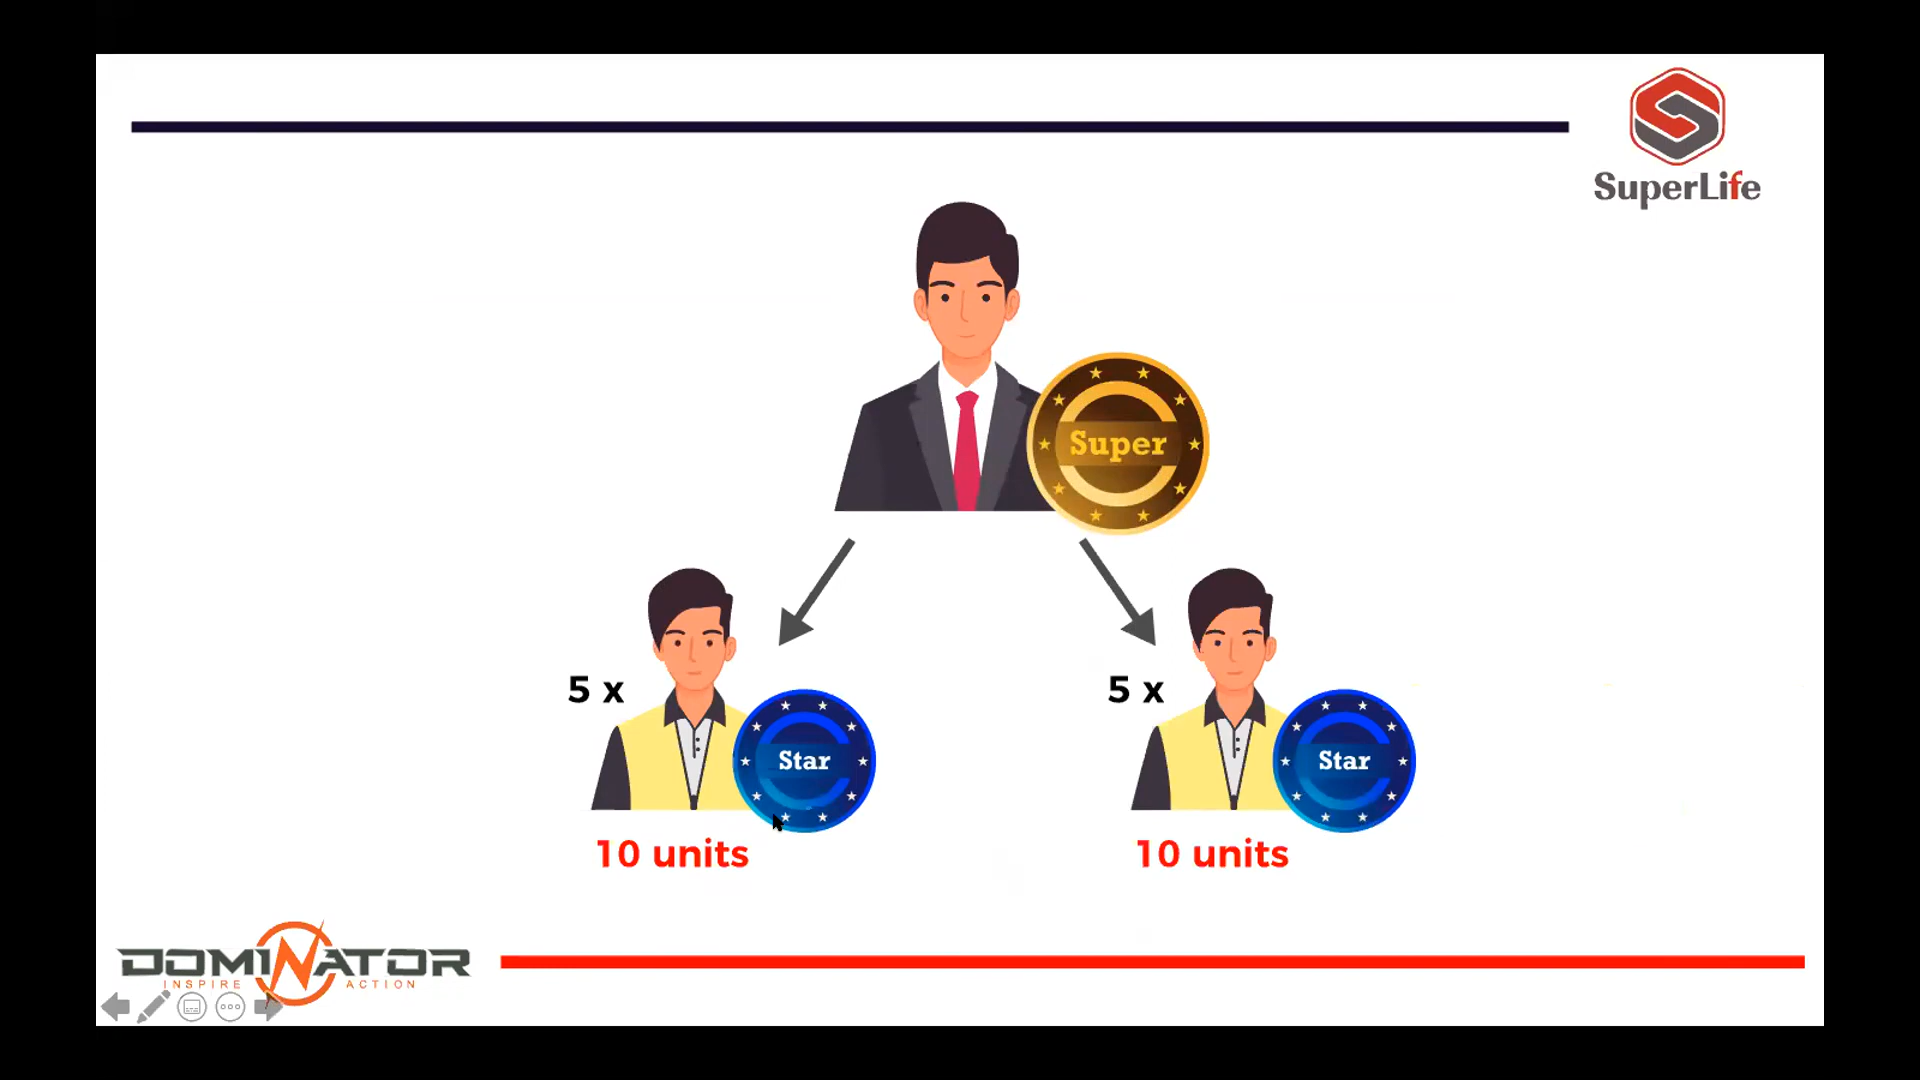 SuperLife
Super
5 x
Star
10 units
5 x
Star
10 units
DOMINATOR
INSPIRE ACTION